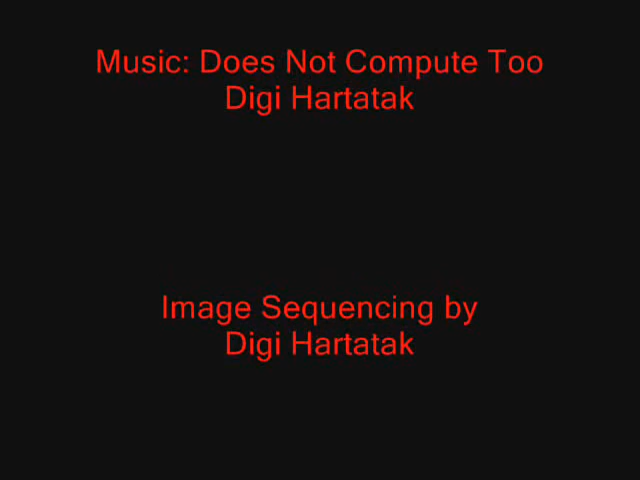 Music: Does Not Compute Too
Digi Hartatak
Image Sequencing by
Digi Hartatak